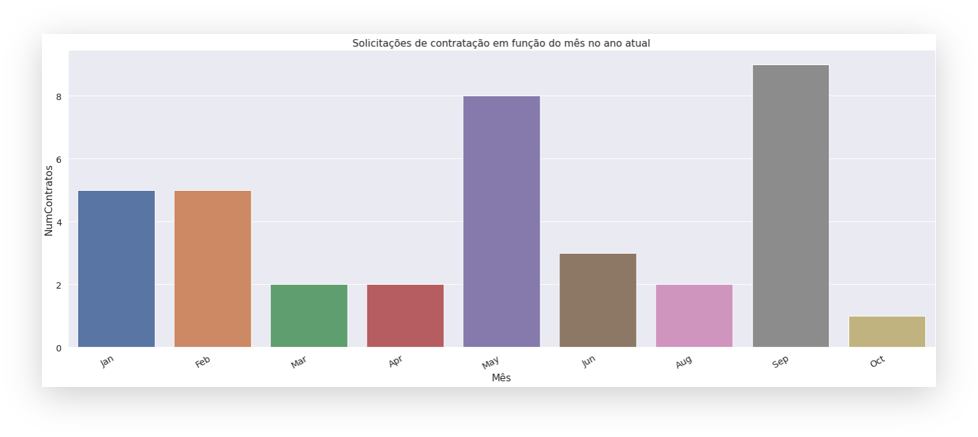 Solicitações de contratação em função do mês no ano atual
NumContratos
8
6
4
2
0
Jan Feb Mar Apr May Jun Aug Sep Oct
Mês